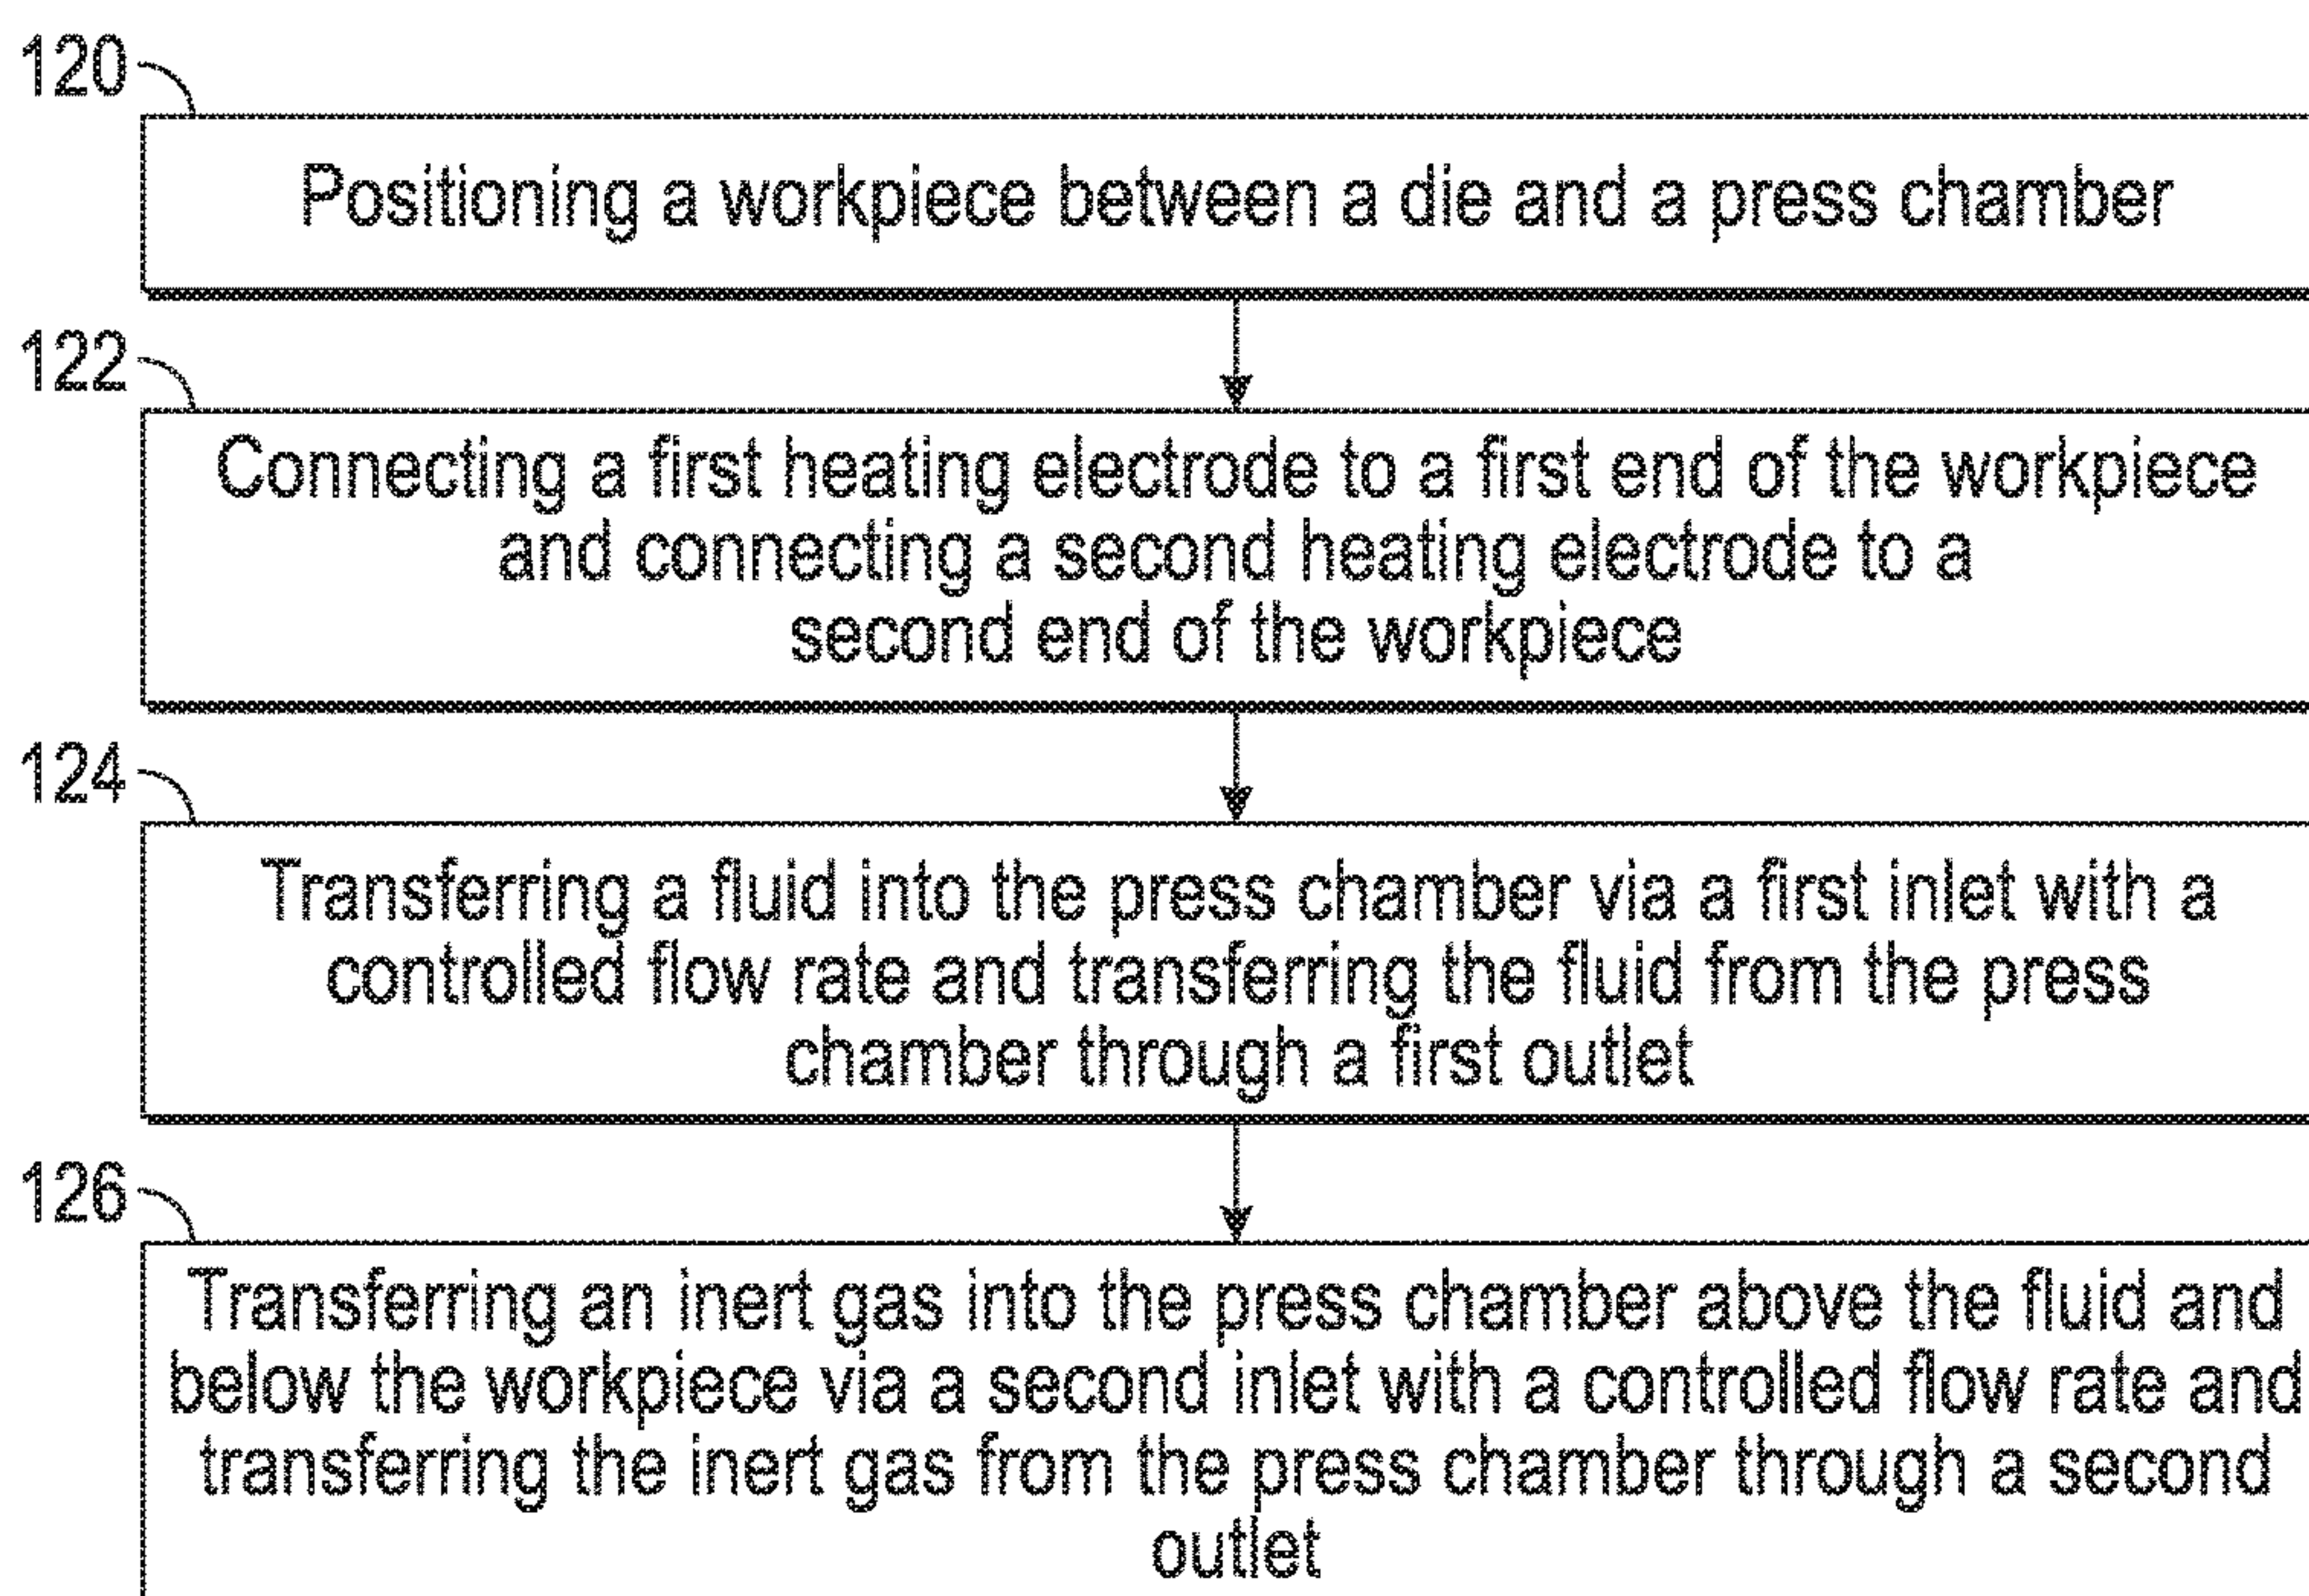 120
Positioning a workpiece between a die and a press chamber
122
Connecting a first heating electrode to a first end of the workpiece
and connecting a second heating electrode to a
second end of the workpiece
124
Transferring a fluid into the press chamber via a first inlet with a
controlled flow rate and transferring the fluid from the press
chamber through a first outlet
126
Transferring an inert gas into the press chamber above the fluid and
below the workpiece via a second inlet with a controlled flow rate and
transferring the inert gas from the press chamber through a second
outlet